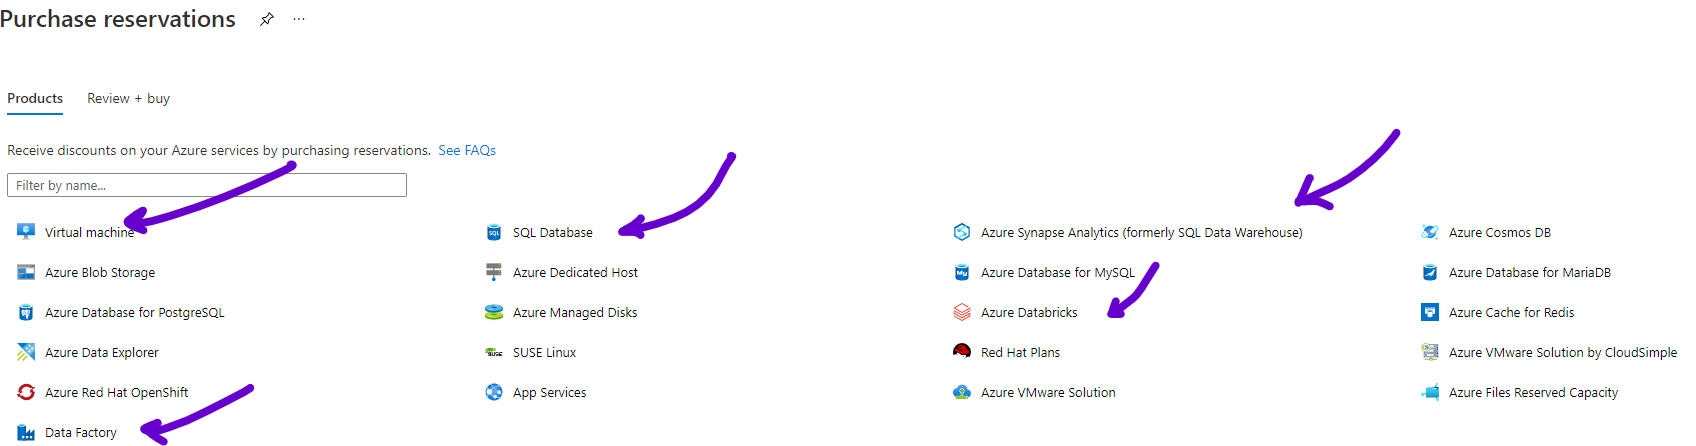 Purchase reservations ...
Products Review + buy
Receive discounts on your Azure services by purchasing reservations. See FAQs
Filter by name...
Virtual machine SQL Database Azure Synapse Analytics (formerly SQL Data Warehouse) Azure Cosmos DB
Azure Blob Storage Azure Dedicated Host Azure Database for MySQL Azure Database for MariaDB
Azure Database for PostgreSQL Azure Managed Disks Azure Databricks Azure Cache for Redis
Azure Data Explorer SUSE Linux Red Hat Plans Azure VMware Solution by CloudSimple
Azure Red Hat OpenShift App Services Azure VMware Solution Azure Files Reserved Capacity
Data Factory